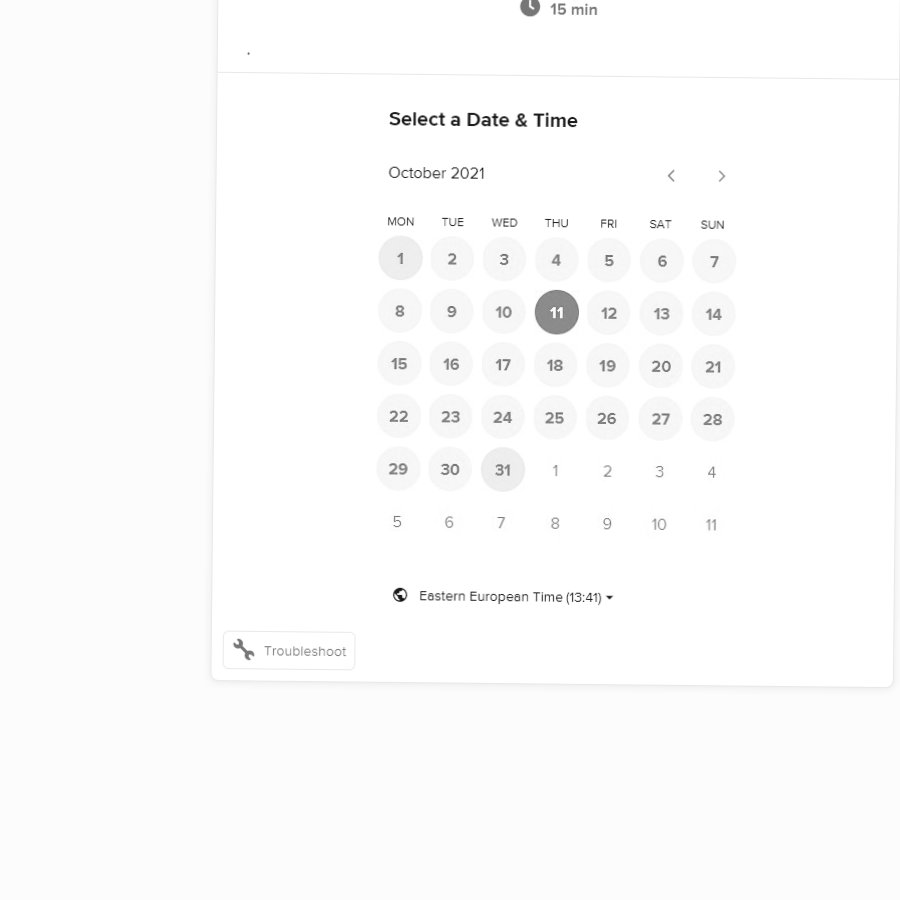 15 min
.
Select a Date & Time
October 2021
MON TUE WED THU FRI SAT SUN
1 2 3 4 5 6 7
8 9 10 11 12 13 14
15 16 17 18 19 20 21
22 23 24 25 26 27 28
29 30 31 1 2 3 4
5 6 7 8 9 10 11
Eastern European Time (13:41)
Troubleshoot